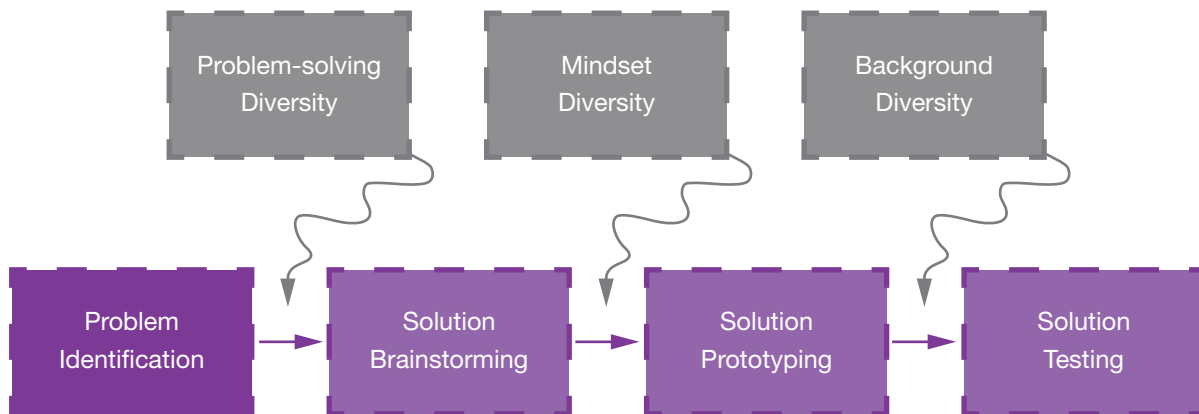 Problem-solving
Diversity
Mindset
Diversity
Background
Diversity
Problem
Identification
Solution
Brainstorming
Solution
Prototyping
Solution
Testing